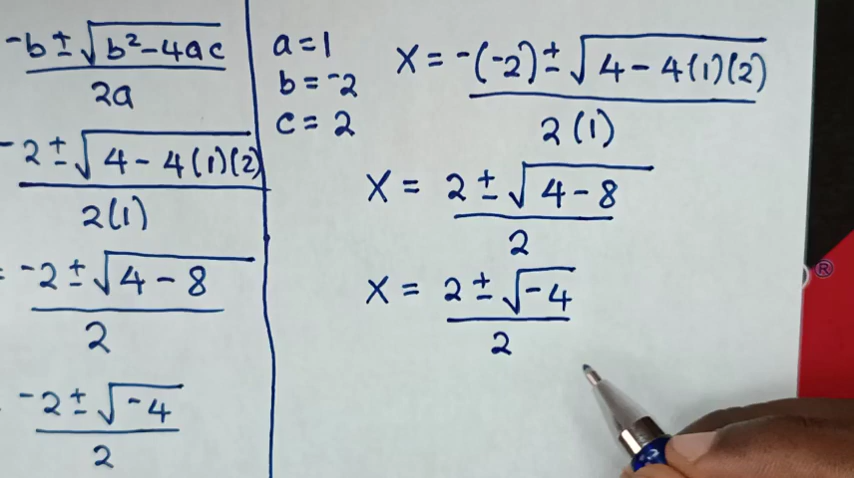 -b ± √(b² - 4ac)
2a
-2 ± √(4 - 4(1)(2))
2(1)
= -2 ± √(4 - 8)
2
-2 ± √-4
2
a = 1
b = -2
c = 2
x = -(-2) ± √(4 - 4(1)(2))
2(1)
x = 2 ± √(4 - 8)
2
x = 2 ± √-4
2
®